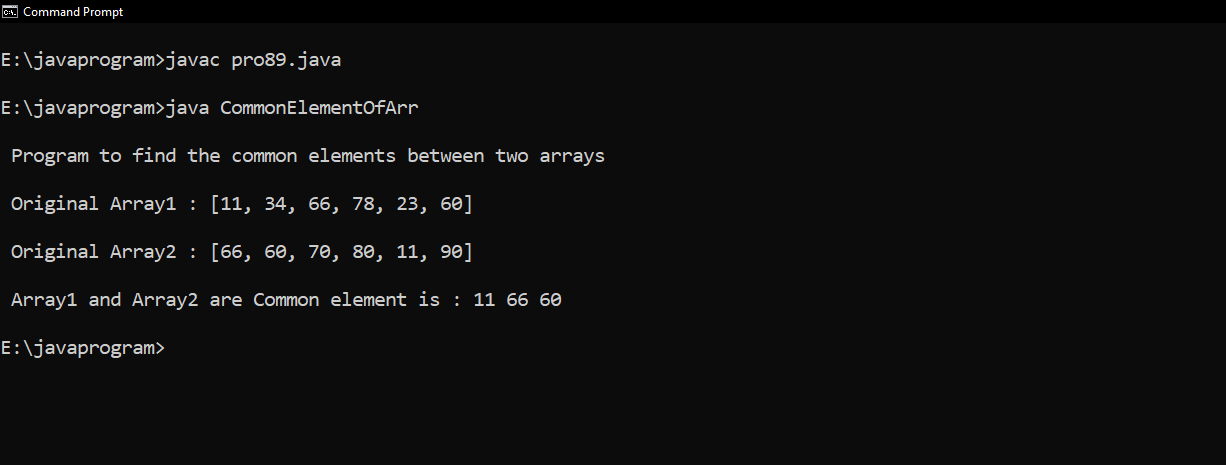 Command Prompt
E:\javaprogram>javac pro89.java
E:\javaprogram>java CommonElementOfArr
Program to find the common elements between two arrays
Original Array1 : [11, 34, 66, 78, 23, 60]
Original Array2 : [66, 60, 70, 80, 11, 90]
Array1 and Array2 are Common element is : 11 66 60
E:\javaprogram>